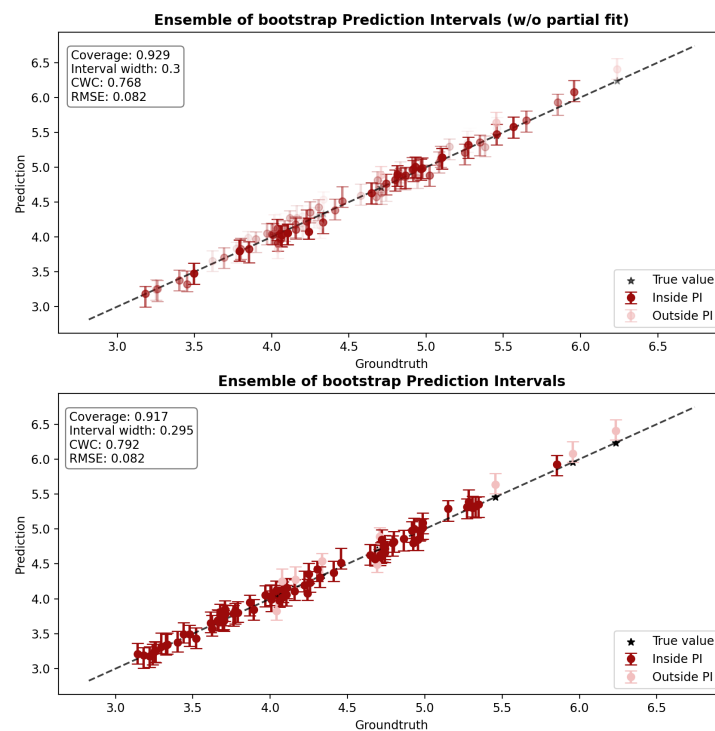 Ensemble of bootstrap Prediction Intervals (w/o partial fit)
Coverage: 0.929
Interval width: 0.3
CWC: 0.768
RMSE: 0.082
Prediction
6.5
6.0
5.5
5.0
4.5
4.0
3.5
3.0
True value
Inside PI
Outside PI
3.0 3.5 4.0 4.5 5.0 5.5 6.0 6.5
Groundtruth
Ensemble of bootstrap Prediction Intervals
Coverage: 0.917
Interval width: 0.295
CWC: 0.792
RMSE: 0.082
Prediction
6.5
6.0
5.5
5.0
4.5
4.0
3.5
3.0
True value
Inside PI
Outside PI
3.0 3.5 4.0 4.5 5.0 5.5 6.0 6.5
Groundtruth